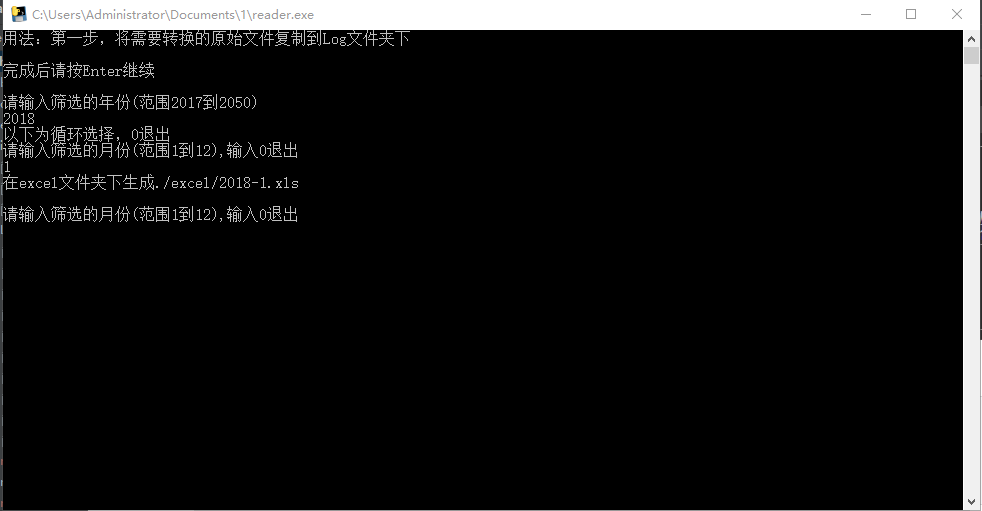 C:\Users\Administrator\Documents\1\reader.exe
用法：第一步，将需要转换的原始文件复制到Log文件夹下
完成后请按Enter继续
请输入筛选的年份(范围2017到2050)
2018
以下为循环选择，0退出
请输入筛选的月份(范围1到12),输入0退出
1
在excel文件夹下生成./excel/2018-1.xls
请输入筛选的月份(范围1到12),输入0退出